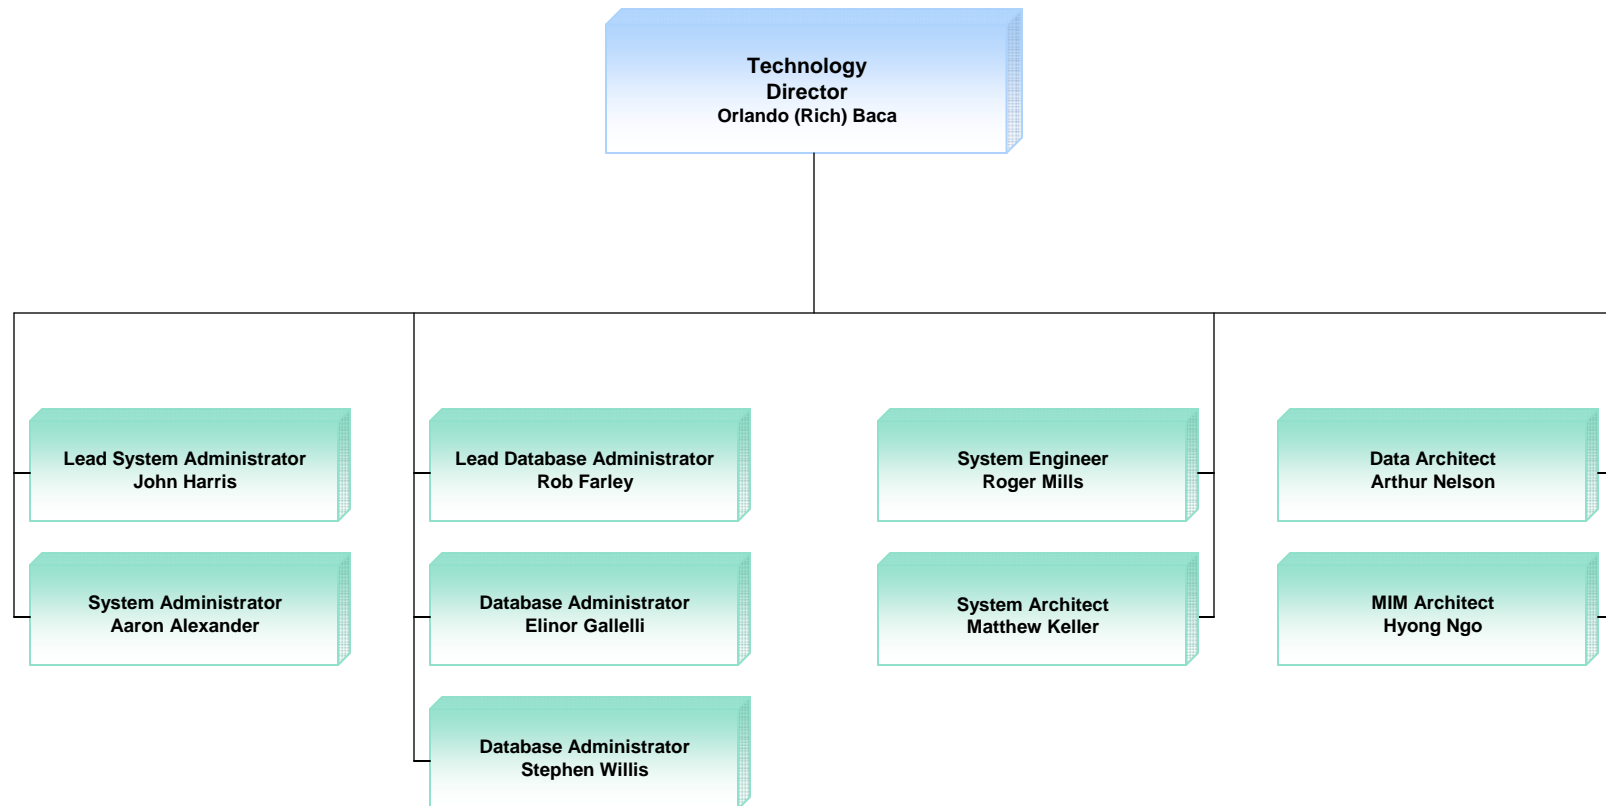 Technology
Director
Orlando (Rich) Baca
Lead System Administrator
John Harris
Lead Database Administrator
Rob Farley
System Engineer
Roger Mills
Data Architect
Arthur Nelson
System Administrator
Aaron Alexander
Database Administrator
Elinor Gallelli
System Architect
Matthew Keller
MIM Architect
Hyong Ngo
Database Administrator
Stephen Willis